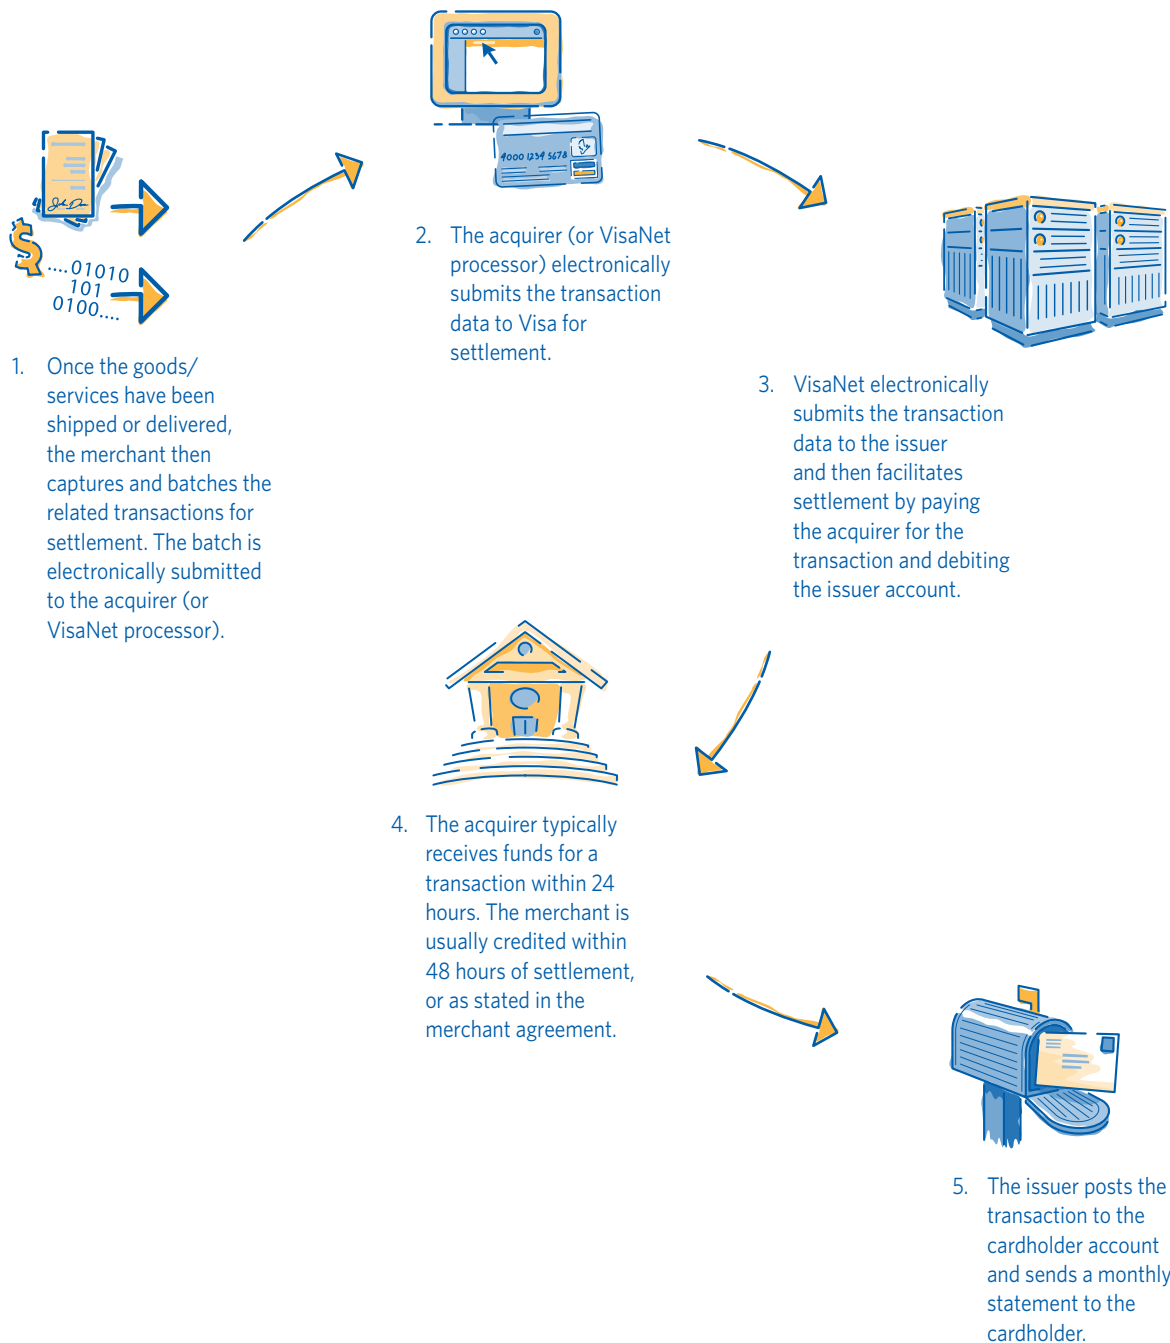 John Doe
$
....01010
101
0100....
1. Once the goods/
services have been
shipped or delivered,
the merchant then
captures and batches the
related transactions for
settlement. The batch is
electronically submitted
to the acquirer (or
VisaNet processor).
4000 1234 5678
2. The acquirer (or VisaNet
processor) electronically
submits the transaction
data to Visa for
settlement.
3. VisaNet electronically
submits the transaction
data to the issuer
and then facilitates
settlement by paying
the acquirer for the
transaction and debiting
the issuer account.
4. The acquirer typically
receives funds for a
transaction within 24
hours. The merchant is
usually credited within
48 hours of settlement,
or as stated in the
merchant agreement.
5. The issuer posts the
transaction to the
cardholder account
and sends a monthly
statement to the
cardholder.